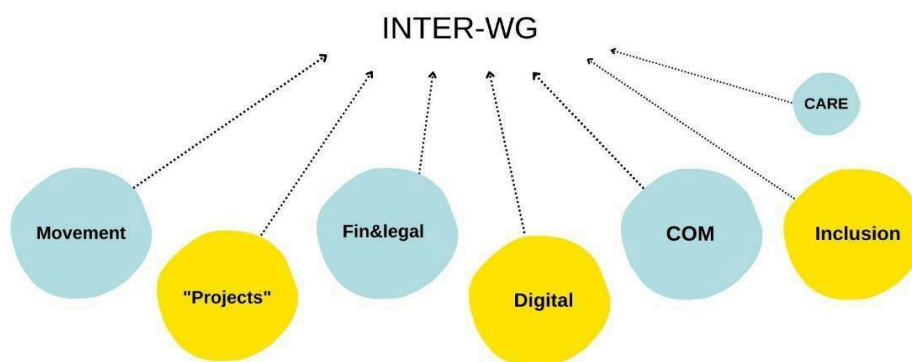 INTER-WG
CARE
Movement
"Projects"
Fin&legal
Digital
COM
Inclusion